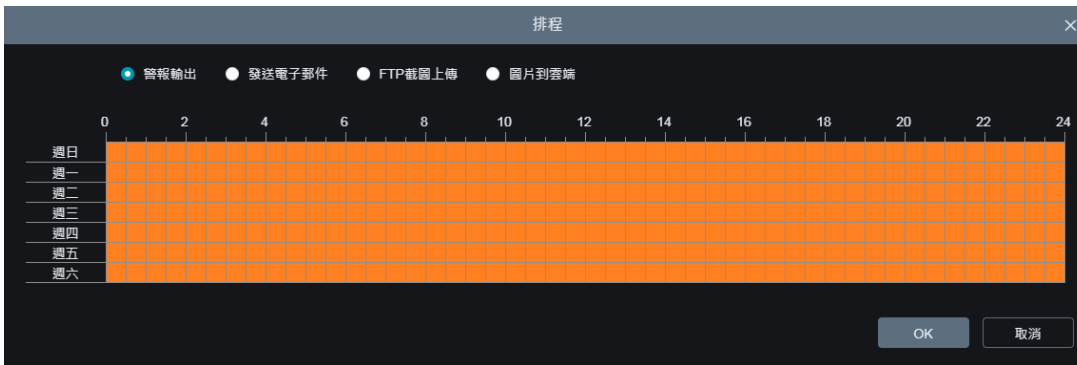 排程
警報輸出 發送電子郵件 FTP截圖上傳 圖片到雲端
0 2 4 6 8 10 12 14 16 18 20 22 24
週日
週一
週二
週三
週四
週五
週六
OK 取消